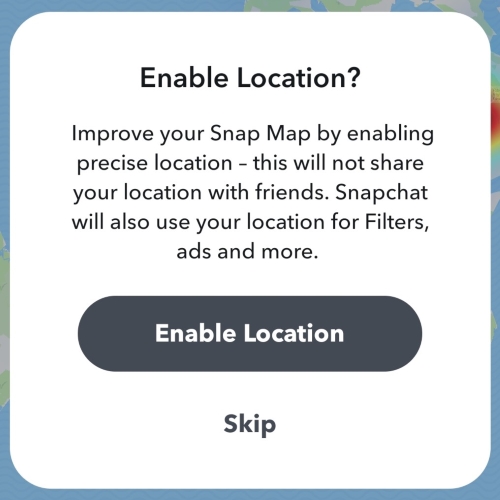 Enable Location?
Improve your Snap Map by enabling
precise location – this will not share
your location with friends. Snapchat
will also use your location for Filters,
ads and more.
Enable Location
Skip